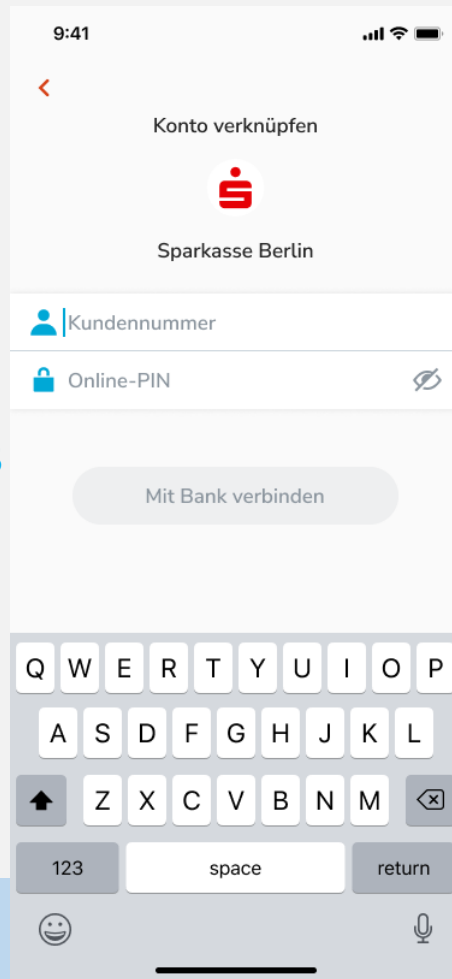 9:41
Konto verknüpfen
Sparkasse Berlin
Kundennummer
Online-PIN
Mit Bank verbinden
Q W E R T Y U I O P
A S D F G H J K L
Z X C V B N M
123 space return